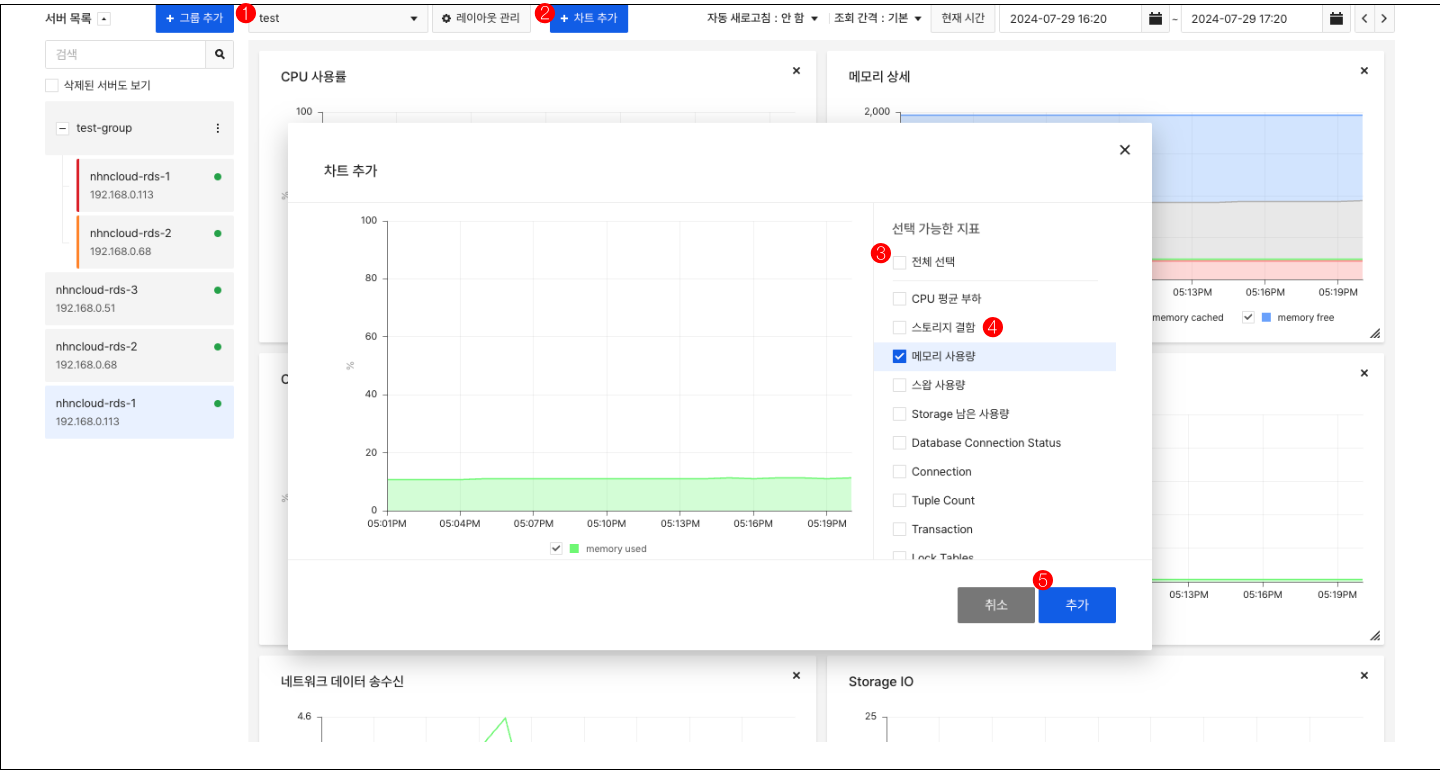 서버 목록
+ 그룹 추가
1
test
레이아웃 관리
2
+ 차트 추가
자동 새로고침 : 안 함
조회 간격 : 기본
현재 시간
2024-07-29 16:20
~
2024-07-29 17:20
검색
삭제된 서버도 보기
test-group
nhncloud-rds-1
192.168.0.113
nhncloud-rds-2
192.168.0.68
nhncloud-rds-3
192.168.0.51
nhncloud-rds-2
192.168.0.68
nhncloud-rds-1
192.168.0.113
CPU 사용률
100
%
메모리 상세
2,000
05:13PM 05:16PM 05:19PM
memory cached
memory free
차트 추가
100
80
60
40
20
0
%
05:01PM 05:04PM 05:07PM 05:10PM 05:13PM 05:16PM 05:19PM
memory used
선택 가능한 지표
3
전체 선택
CPU 평균 부하
스토리지 결함
4
메모리 사용량
스왑 사용량
Storage 남은 사용량
Database Connection Status
Connection
Tuple Count
Transaction
Lock Tables
5
취소
추가
C
%
05:13PM 05:16PM 05:19PM
네트워크 데이터 송수신
4.6
Storage IO
25